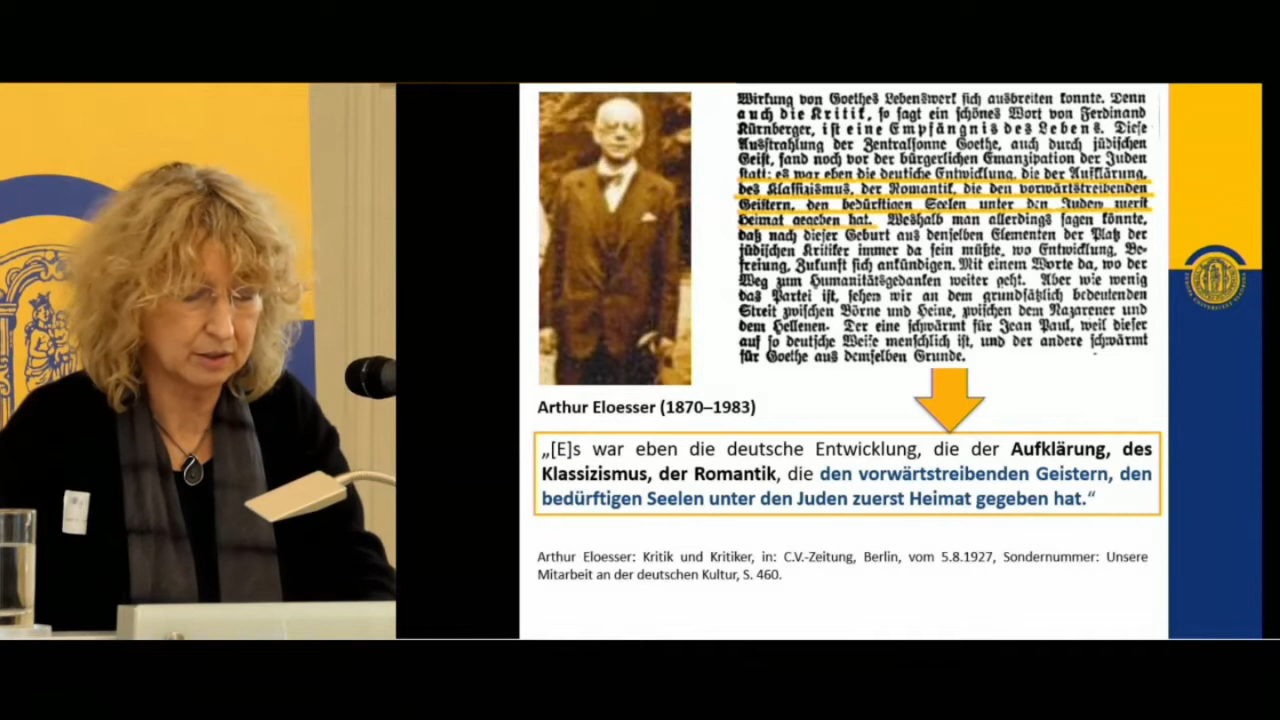 Wirkung von Goethes Lebenswerk sich ausbreiten konnte. Denn
auch die Kritik, so sagt ein schönes Wort von Ferdinand
Kürnberger, ist eine Empfängnis des Lebens. Diese
Ausstrahlung der Zentralsonne Goethe, auch durch jüdischen
Geist, fand noch vor der bürgerlichen Emanzipation der Juden
statt: es war eben die deutsche Entwicklung, die der Aufklärung,
des Klassizismus, der Romantik, die den vorwärtstreibenden
Geistern, den bedürftigen Seelen unter den Juden zuerst
Heimat gegeben hat. Weshalb man allerdings sagen könnte,
daß nach dieser Geburt aus denselben Elementen der Platz der
jüdischen Kritiker immer da sein müßte, wo Entwicklung, Be-
freiung, Zukunft sich ankündigen. Mit einem Worte da, wo der
Weg zum Humanitätsgedanken weiter geht. Aber wie wenig
das Partei ist, sehen wir an dem grundsätzlich bedeutenden
Streit zwischen Börne und Heine, zwischen dem Nazarener und
dem Hellenen. Der eine schwärmt für Jean Paul, weil dieser
auf so deutsche Weise menschlich ist, und der andere schwärmt
für Goethe aus demselben Grunde.
Arthur Eloesser (1870–1983)
„[E]s war eben die deutsche Entwicklung, die der Aufklärung, des
Klassizismus, der Romantik, die den vorwärtstreibenden Geistern, den
bedürftigen Seelen unter den Juden zuerst Heimat gegeben hat.“
Arthur Eloesser: Kritik und Kritiker, in: C.V.-Zeitung, Berlin, vom 5.8.1927, Sondernummer: Unsere
Mitarbeit an der deutschen Kultur, S. 460.